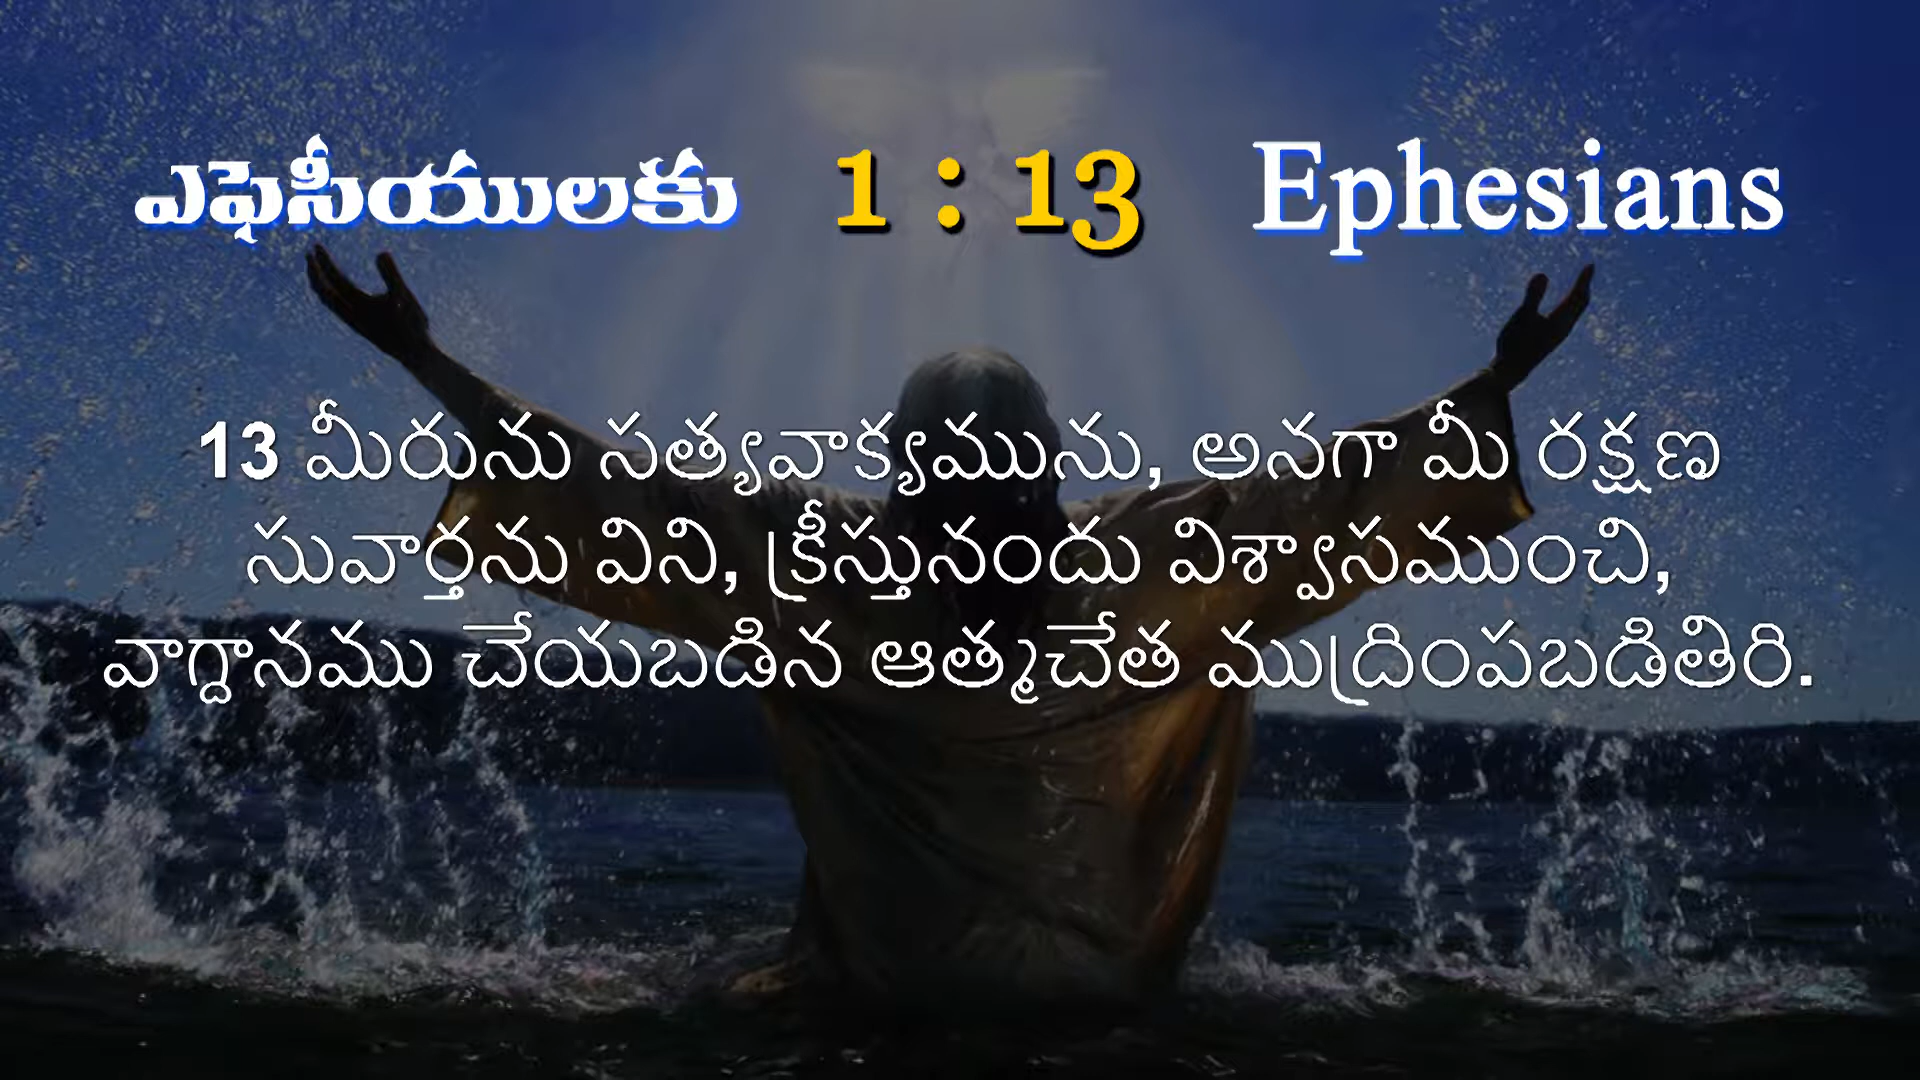 ఎఫెసీయులకు 1 : 13 Ephesians
13 మీరును సత్యవాక్యమును, అనగా మీ రక్షణ
సువార్తను విని, క్రీస్తునందు విశ్వాసముంచి,
వాగ్దానము చేయబడిన ఆత్మచేత ముద్రింపబడితిరి.